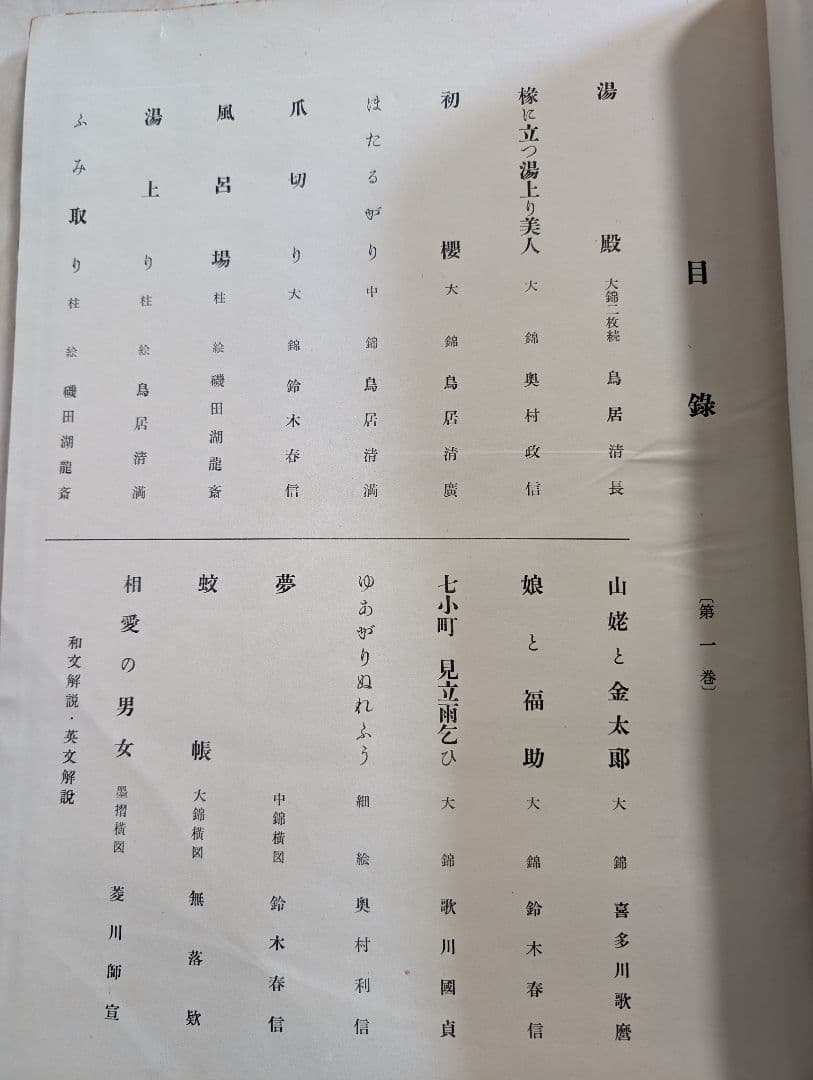 目錄
〔第一巻〕
湯殿 大錦二枚続 鳥居清長
椽に立つ湯上り美人 大錦 奥村政信
初櫻 大錦 鳥居清廣
ほたるがり 中錦 鳥居清満
爪切り 大錦 鈴木春信
風呂場 柱絵 磯田湖龍斎
湯上り 柱絵 鳥居清満
ふみ取り 柱絵 磯田湖龍斎
山姥と金太郞 大錦 喜多川歌麿
娘と福助 大錦 鈴木春信
七小町 見立雨乞ひ 大錦 歌川國貞
ゆあがりぬれふう 細絵 奥村利信
夢 中錦横図 鈴木春信
蚊帳 大錦横図 無落欵
相愛の男女 墨摺横図 菱川師宣
和文解説・英文解說